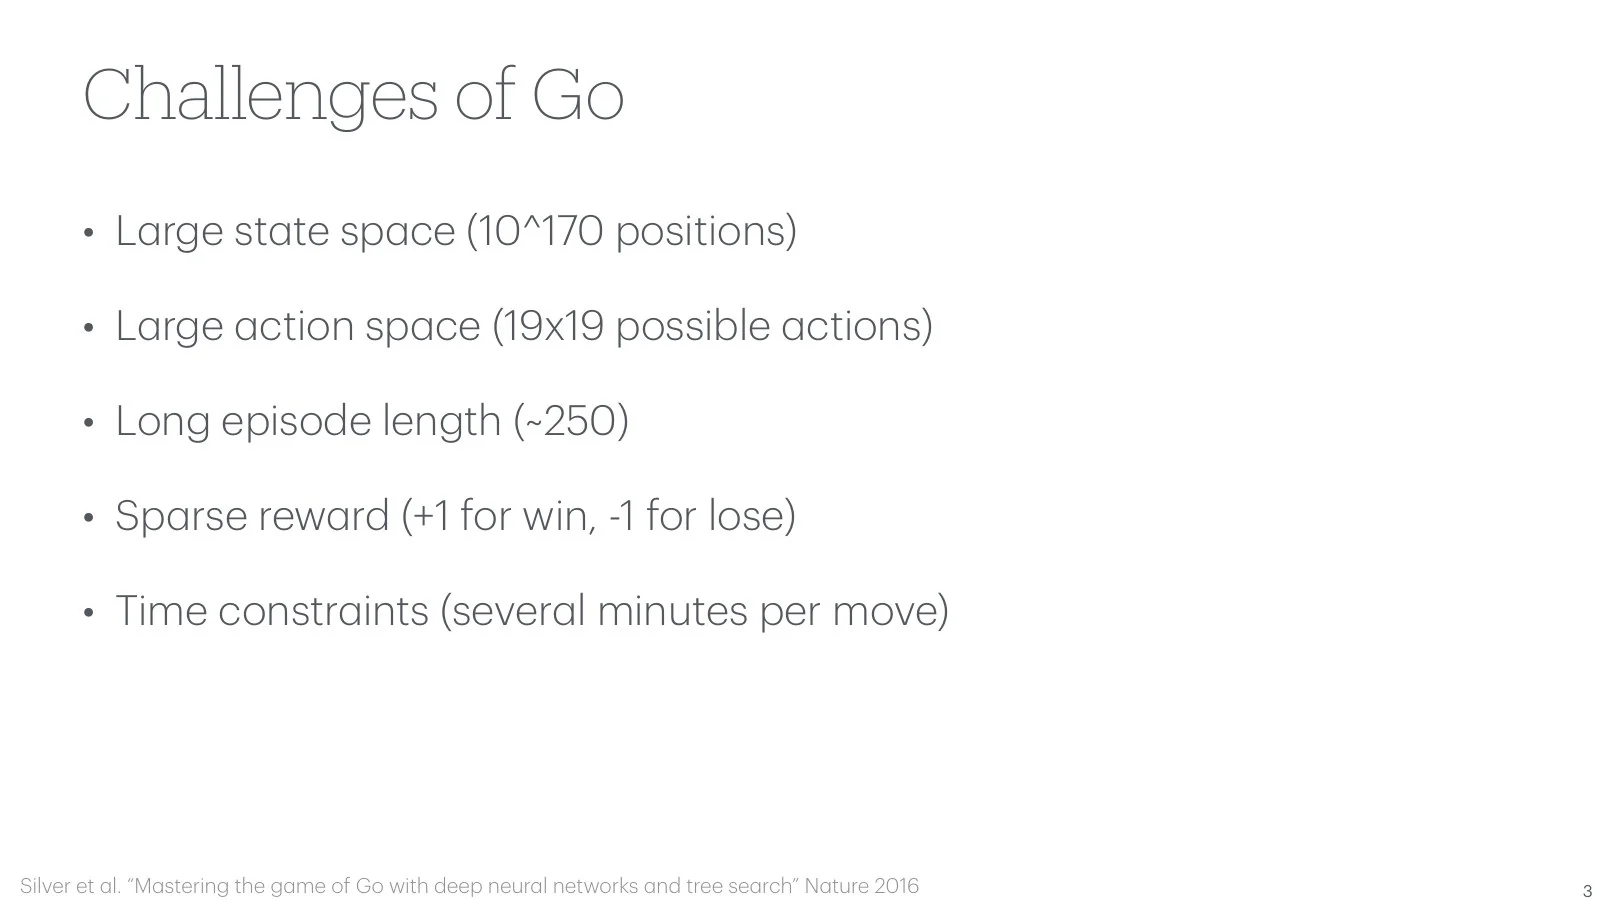 Challenges of Go
• Large state space (10^170 positions)
• Large action space (19x19 possible actions)
• Long episode length (~250)
• Sparse reward (+1 for win, -1 for lose)
• Time constraints (several minutes per move)
Silver et al. “Mastering the game of Go with deep neural networks and tree search” Nature 2016
3